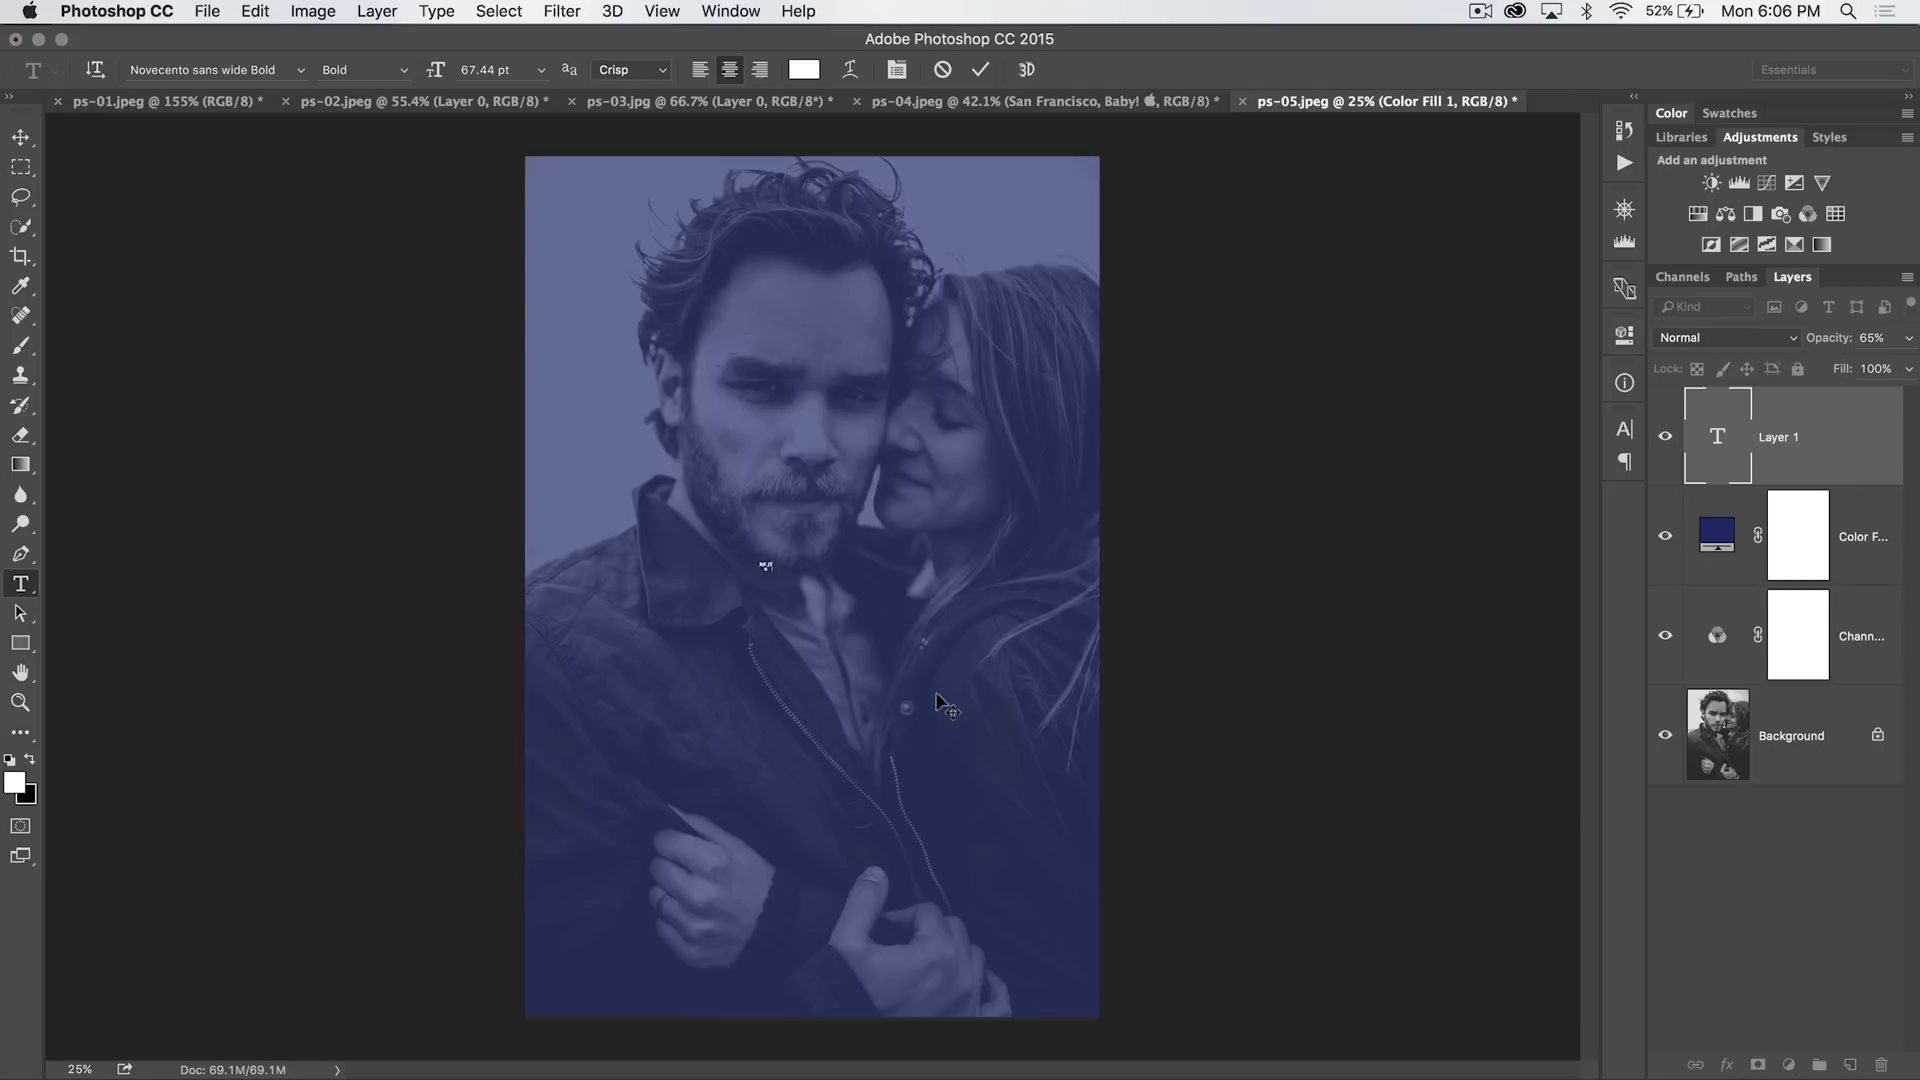 Photoshop CC File Edit Image Layer Type Select Filter 3D View Window Help 52% Mon 6:06 PM
Adobe Photoshop CC 2015
Novecento sans wide Bold Bold 67.44 pt Crisp 3D Essentials
ps-01.jpeg @ 155% (RGB/8) * ps-02.jpeg @ 55.4% (Layer 0, RGB/8) * ps-03.jpg @ 66.7% (Layer 0, RGB/8*) * ps-04.jpeg @ 42.1% (San Francisco, Baby! , RGB/8) * ps-05.jpeg @ 25% (Color Fill 1, RGB/8) *
Color Swatches
Libraries Adjustments Styles
Add an adjustment
Channels Paths Layers
Kind
Normal Opacity: 65%
Lock: Fill: 100%
Layer 1
Color F...
Chann...
Background
25% Doc: 69.1M/69.1M